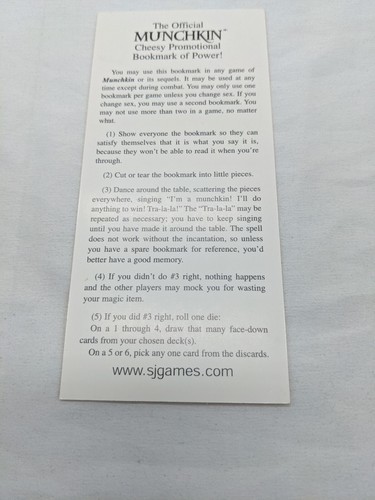 The Official
MUNCHKIN™
Cheesy Promotional
Bookmark of Power!
You may use this bookmark in any game of
Munchkin or its sequels. It may be used at any
time except during combat. You may only use one
bookmark per game unless you change sex. If you
change sex, you may use a second bookmark. You
may not use more than two in a game, no matter
what.
(1) Show everyone the bookmark so they can
satisfy themselves that it is what you say it is,
because they won't be able to read it when you're
through.
(2) Cut or tear the bookmark into little pieces.
(3) Dance around the table, scattering the pieces
everywhere, singing "I'm a munchkin! I'll do
anything to win! Tra-la-la!" The "Tra-la-la" may be
repeated as necessary; you have to keep singing
until you have made it around the table. The spell
does not work without the incantation, so unless
you have a spare bookmark for reference, you'd
better have a good memory.
(4) If you didn't do #3 right, nothing happens
and the other players may mock you for wasting
your magic item.
(5) If you did #3 right, roll one die:
On a 1 through 4, draw that many face-down
cards from your chosen deck(s).
On a 5 or 6, pick any one card from the discards.
www.sjgames.com